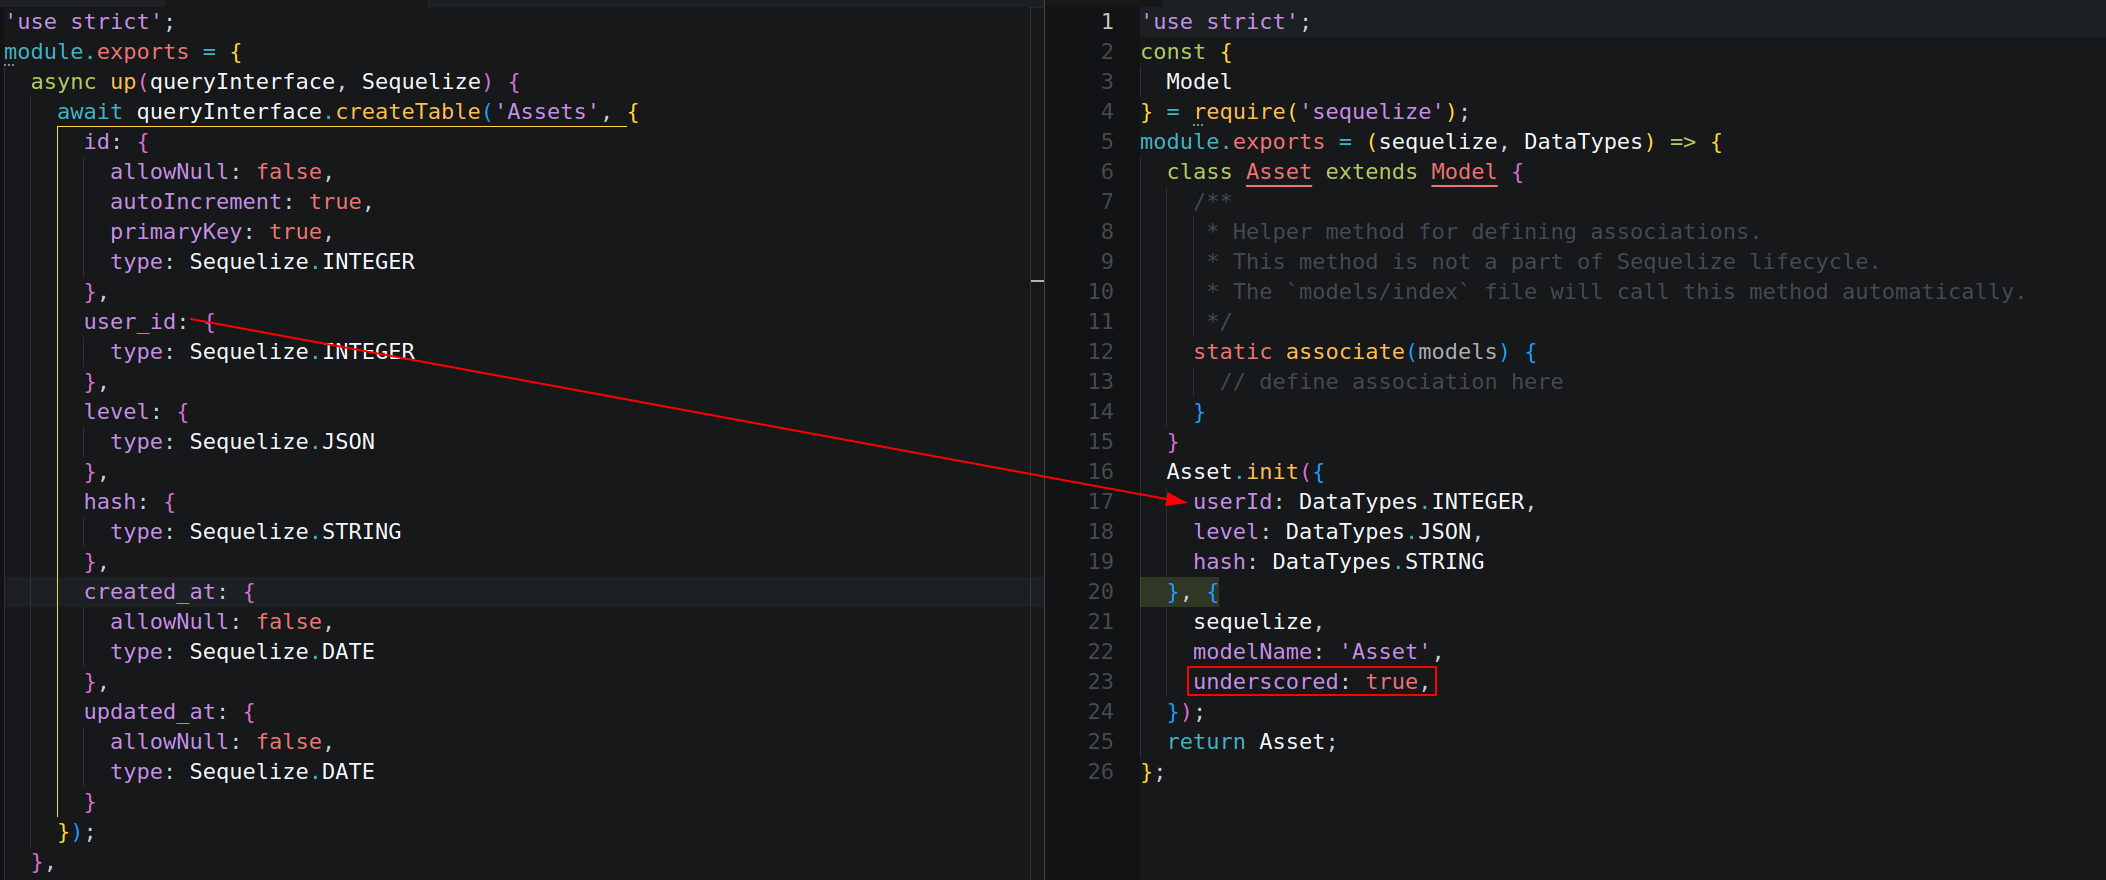 'use strict';
module.exports = {
  async up(queryInterface, Sequelize) {
    await queryInterface.createTable('Assets', {
      id: {
        allowNull: false,
        autoIncrement: true,
        primaryKey: true,
        type: Sequelize.INTEGER
      },
      user_id: {
        type: Sequelize.INTEGER
      },
      level: {
        type: Sequelize.JSON
      },
      hash: {
        type: Sequelize.STRING
      },
      created_at: {
        allowNull: false,
        type: Sequelize.DATE
      },
      updated_at: {
        allowNull: false,
        type: Sequelize.DATE
      }
    });
  },
1 'use strict';
2 const {
3   Model
4 } = require('sequelize');
5 module.exports = (sequelize, DataTypes) => {
6   class Asset extends Model {
7     /**
8      * Helper method for defining associations.
9      * This method is not a part of Sequelize lifecycle.
10      * The `models/index` file will call this method automatically.
11      */
12     static associate(models) {
13       // define association here
14     }
15   }
16   Asset.init({
17     userId: DataTypes.INTEGER,
18     level: DataTypes.JSON,
19     hash: DataTypes.STRING
20   }, {
21     sequelize,
22     modelName: 'Asset',
23     underscored: true,
24   });
25   return Asset;
26 };